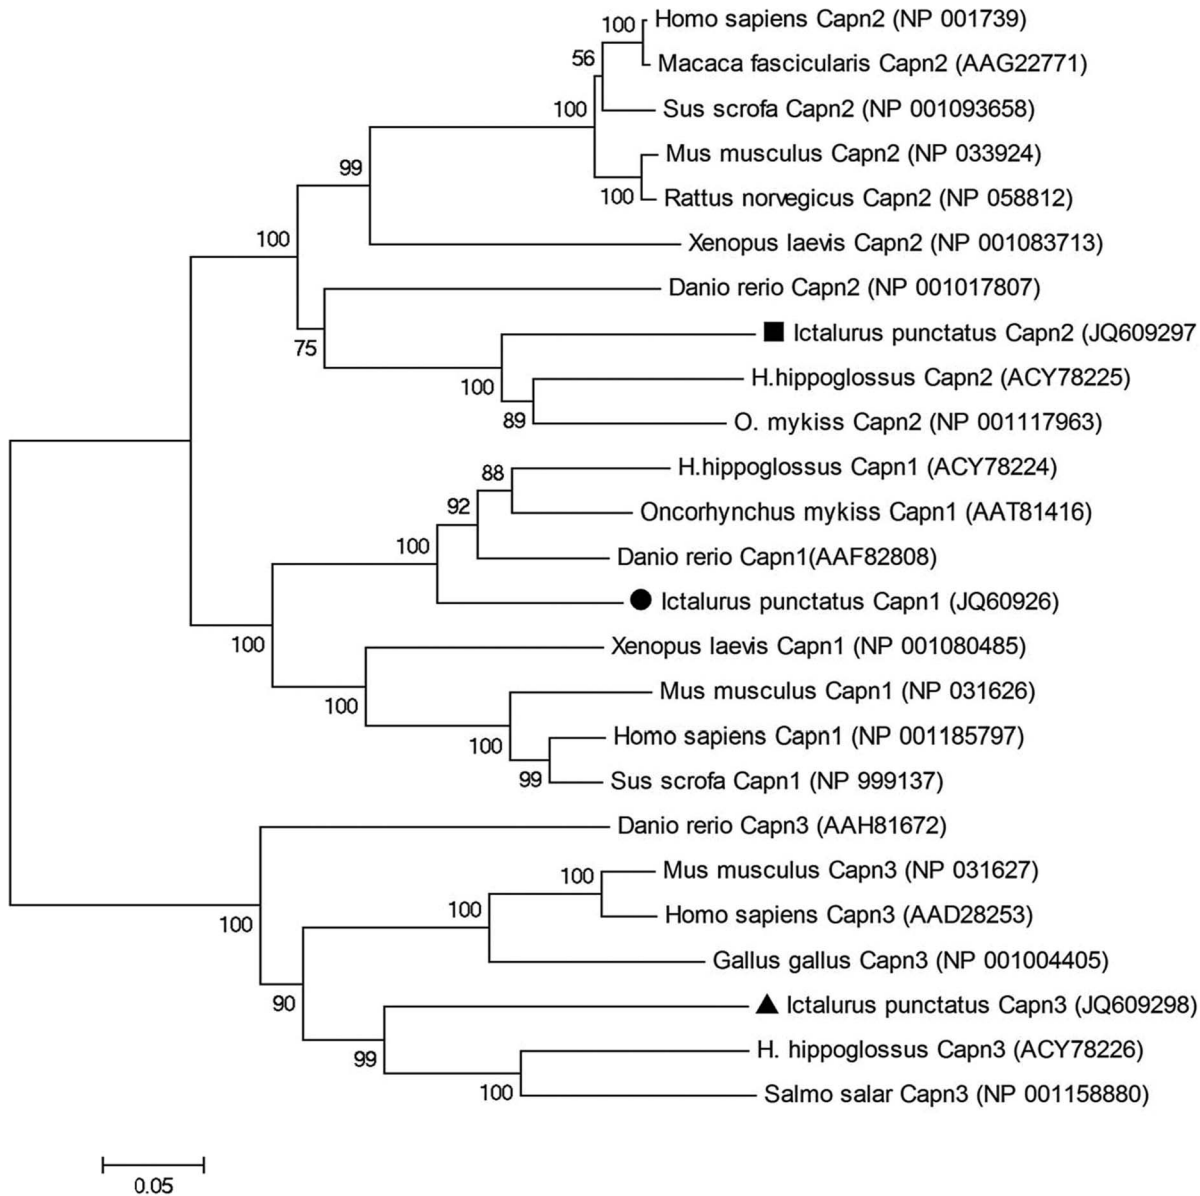 100 Homo sapiens Capn2 (NP 001739)
56 Macaca fascicularis Capn2 (AAG22771)
100 Sus scrofa Capn2 (NP 001093658)
Mus musculus Capn2 (NP 033924)
99
100 Rattus norvegicus Capn2 (NP 058812)
100 Xenopus laevis Capn2 (NP 001083713)
Danio rerio Capn2 (NP 001017807)
Ictalurus punctatus Capn2 (JQ609297
75
100 H.hippoglossus Capn2 (ACY78225)
89 O. mykiss Capn2 (NP 001117963)
88 H.hippoglossus Capn1 (ACY78224)
92 Oncorhynchus mykiss Capn1 (AAT81416)
100 Danio rerio Capn1(AAF82808)
Ictalurus punctatus Capn1 (JQ60926)
100 Xenopus laevis Capn1 (NP 001080485)
100 Mus musculus Capn1 (NP 031626)
100 Homo sapiens Capn1 (NP 001185797)
99 Sus scrofa Capn1 (NP 999137)
Danio rerio Capn3 (AAH81672)
100 Mus musculus Capn3 (NP 031627)
100 Homo sapiens Capn3 (AAD28253)
100
Gallus gallus Capn3 (NP 001004405)
90 Ictalurus punctatus Capn3 (JQ609298)
99 H. hippoglossus Capn3 (ACY78226)
100 Salmo salar Capn3 (NP 001158880)
0.05